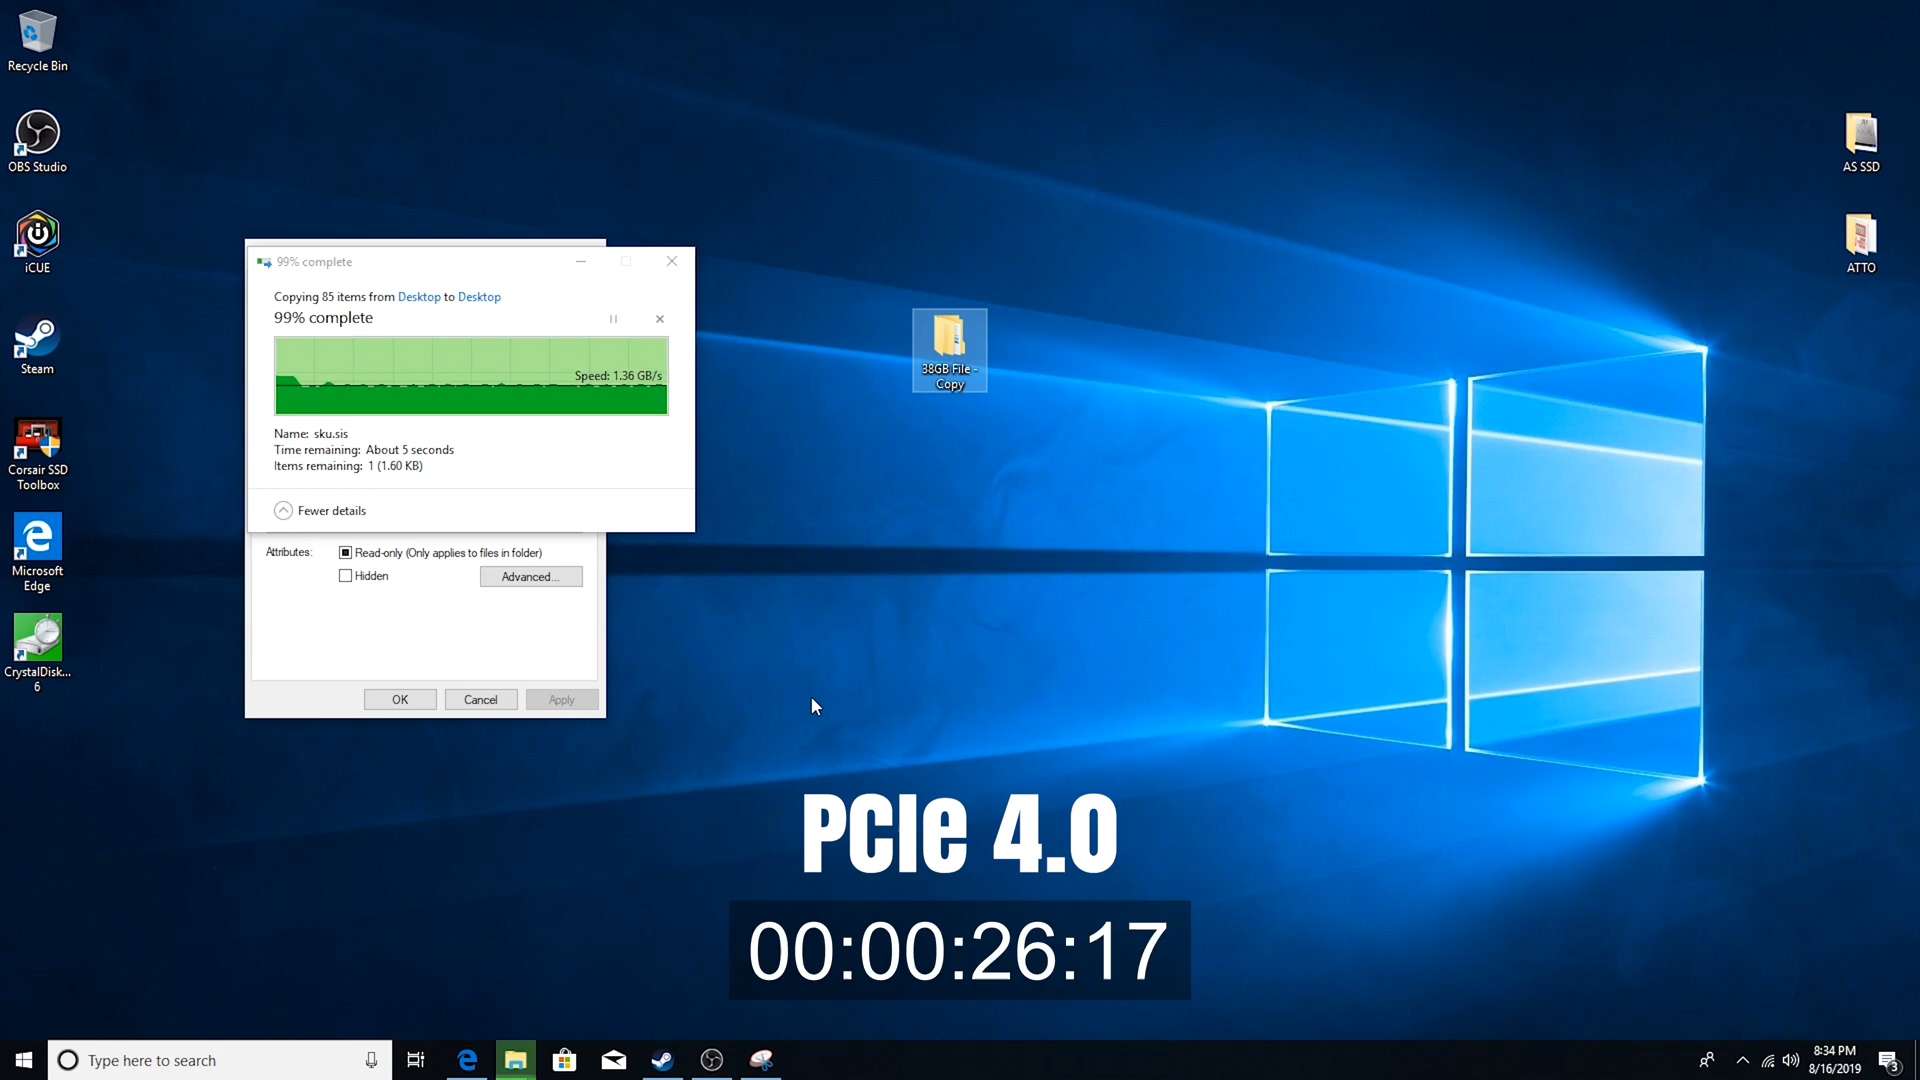 Recycle Bin
OBS Studio
iCUE
Steam
Corsair SSD
Toolbox
Microsoft
Edge
CrystalDisk...
6
99% complete
Copying 85 items from Desktop to Desktop
99% complete
Speed: 1.36 GB/s
Name: sku.sis
Time remaining: About 5 seconds
Items remaining: 1 (1.60 KB)
Fewer details
Attributes:
Read-only (Only applies to files in folder)
Hidden
Advanced...
OK
Cancel
Apply
38GB File -
Copy
AS SSD
ATTO
PCIe 4.0
00:00:26:17
Type here to search
8:34 PM
8/16/2019
3